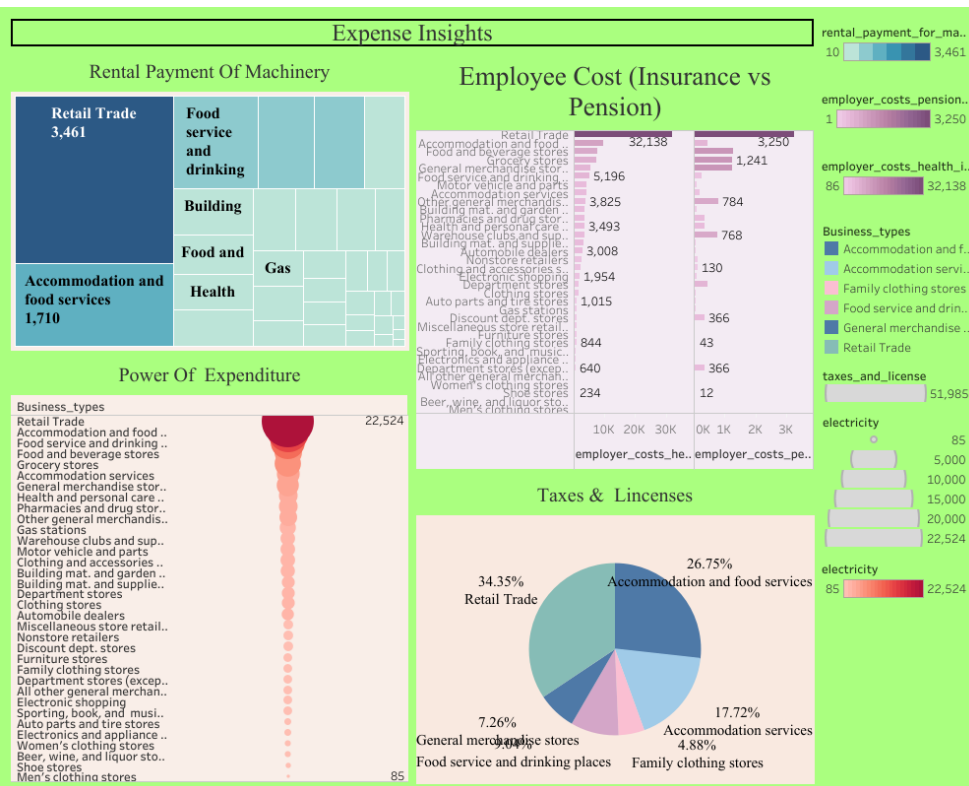 Expense Insights
Rental Payment Of Machinery
Retail Trade
3,461
Food
service
and
drinking
Building
Food and
Health
Gas
Accommodation and
food services
1,710
Employee Cost (Insurance vs
Pension)
Retail Trade
Accommodation and food ..
32,138
3,250
Food and beverage stores
Grocery stores
1,241
General merchandise stor..
Food service and drinking ..
5,196
Motor vehicle and parts
Accommodation services
Other general merchandis..
3,825
784
Building mat. and garden ..
Pharmacies and drug stor..
Health and personal care ..
3,493
Warehouse clubs and sup..
768
Building mat. and supplie..
Automobile dealers
3,008
Nonstore retailers
Clothing and accessories s..
130
Electronic shopping
1,954
Department stores
Clothing stores
Auto parts and tire stores
1,015
Gas stations
Discount dept. stores
366
Miscellaneous store retail..
Furniture stores
Family clothing stores
844
43
Sporting, book, and music..
Electronics and appliance ..
Department stores (excep..
640
366
All other general merchan..
Women's clothing stores
Shoe stores
234
12
Beer, wine, and liquor sto..
Men's clothing stores
10K 20K 30K
0K 1K 2K 3K
employer_costs_he..
employer_costs_pe..
Power Of Expenditure
Business_types
Retail Trade
22,524
Accommodation and food ..
Food service and drinking ..
Food and beverage stores
Grocery stores
Accommodation services
General merchandise stor..
Health and personal care ..
Pharmacies and drug stor..
Other general merchandis..
Gas stations
Warehouse clubs and sup..
Motor vehicle and parts
Clothing and accessories ..
Building mat. and garden ..
Building mat. and supplie..
Department stores
Clothing stores
Automobile dealers
Miscellaneous store retail..
Nonstore retailers
Discount dept. stores
Furniture stores
Family clothing stores
Department stores (excep..
All other general merchan..
Electronic shopping
Sporting, book, and musi..
Auto parts and tire stores
Electronics and appliance ..
Women's clothing stores
Beer, wine, and liquor sto..
Shoe stores
Men's clothing stores
85
Taxes & Lincenses
34.35%
Retail Trade
26.75%
Accommodation and food services
17.72%
Accommodation services
4.88%
Family clothing stores
7.26%
General merchandise stores
9.04%
Food service and drinking places
rental_payment_for_ma..
10 3,461
employer_costs_pension..
1 3,250
employer_costs_health_i..
86 32,138
Business_types
Accommodation and f..
Accommodation servi..
Family clothing stores
Food service and drin..
General merchandise ..
Retail Trade
taxes_and_license
51,985
electricity
85
5,000
10,000
15,000
20,000
22,524
electricity
85 22,524